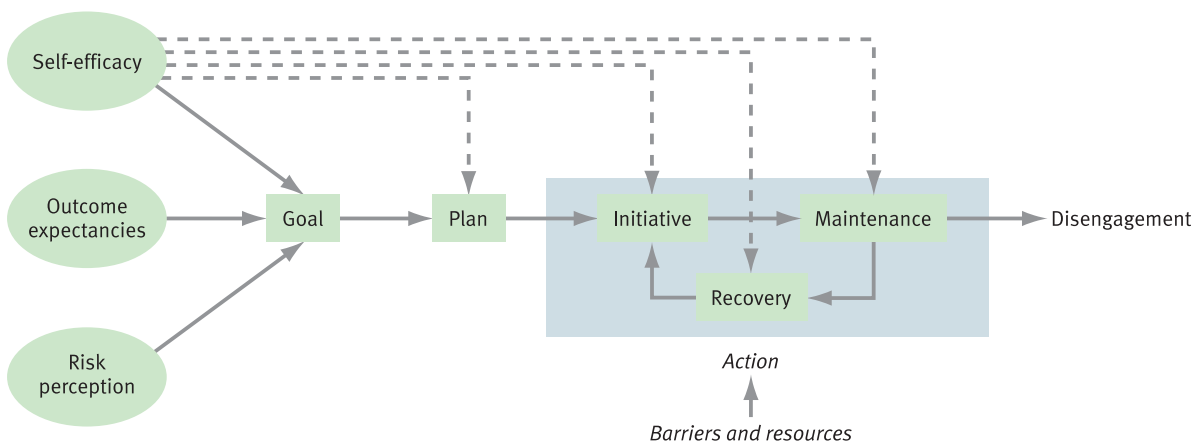 Self-efficacy
Outcome
expectancies
Goal
Plan
Initiative
Maintenance
Disengagement
Recovery
Risk
perception
Action
Barriers and resources